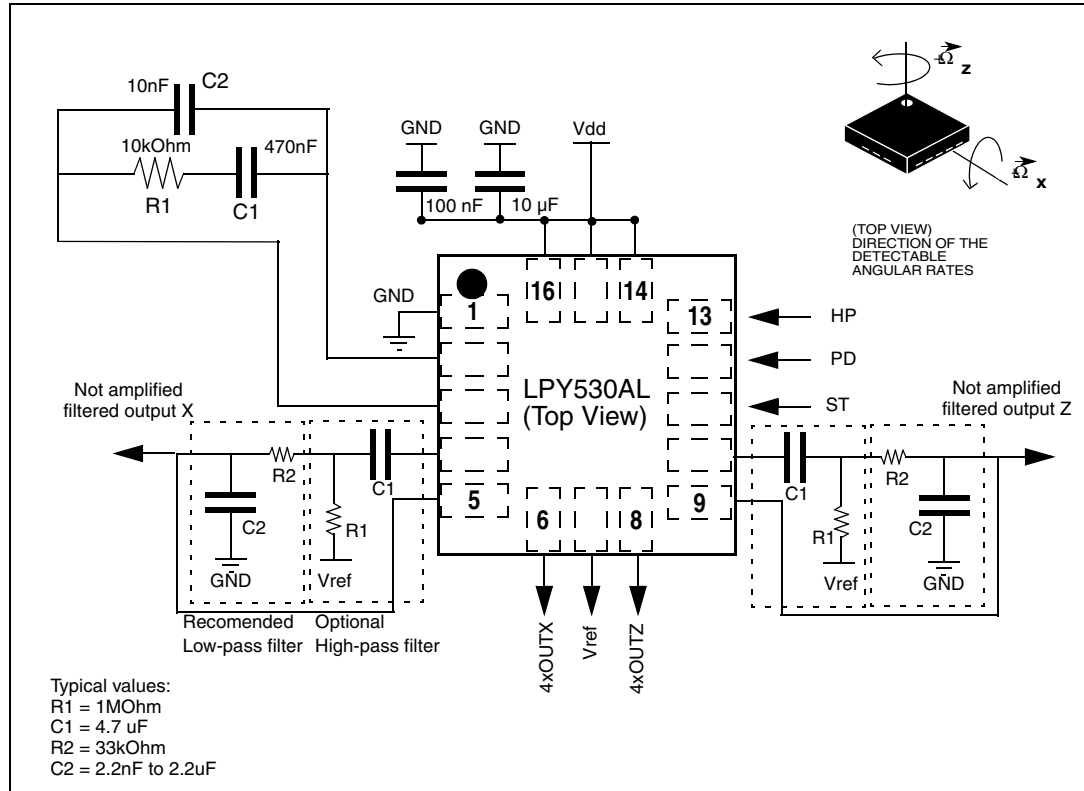 10nF
C2
10kOhm
470nF
R1
C1
GND
GND
Vdd
100 nF
10 µF
Ω z
Ω x
(TOP VIEW)
DIRECTION OF THE
DETECTABLE
ANGULAR RATES
GND
1
16
14
13
HP
PD
ST
LPY530AL
(Top View)
Not amplified
filtered output X
Not amplified
filtered output Z
R2
C1
C2
R1
GND
Vref
5
6
8
9
C1
R2
R1
C2
Vref
GND
Recomended
Low-pass filter
Optional
High-pass filter
4xOUTX
Vref
4xOUTZ
Typical values:
R1 = 1MOhm
C1 = 4.7 uF
R2 = 33kOhm
C2 = 2.2nF to 2.2uF